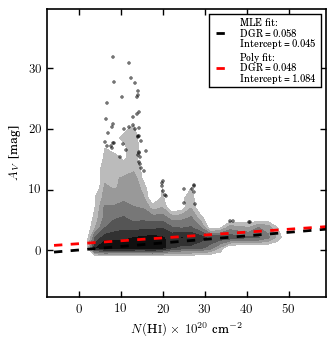 MLE fit:
DGR = 0.058
Intercept = 0.045
Poly fit:
DGR = 0.048
Intercept = 1.084
30
20
10
0
A_V [mag]
0 10 20 30 40 50
N(HI) × 10^20 cm^−2